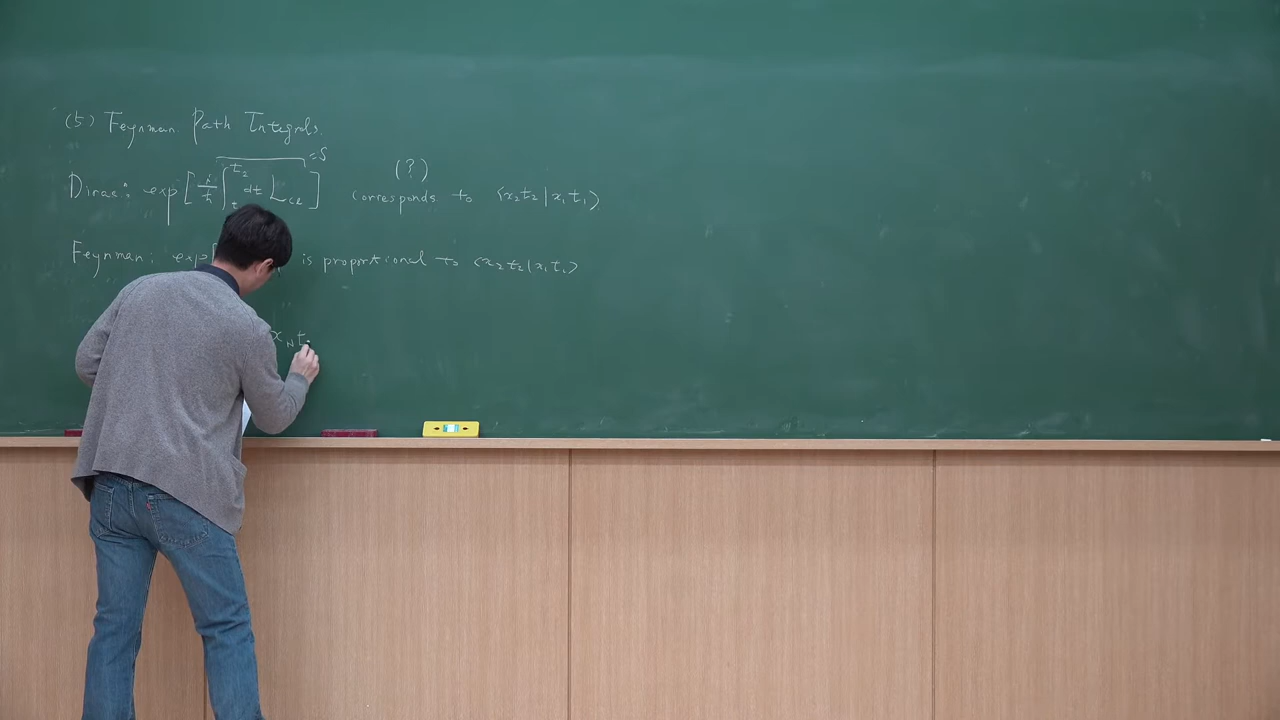 (5) Feynman Path Integrals.
(?)
Dirac: exp[ i/ħ ∫ t₂ dt L_cl ] = S corresponds to ⟨x₂t₂|x₁t₁⟩
Feynman: exp[ is proportional to ⟨x₂t₂|x₁t₁⟩
x_N t